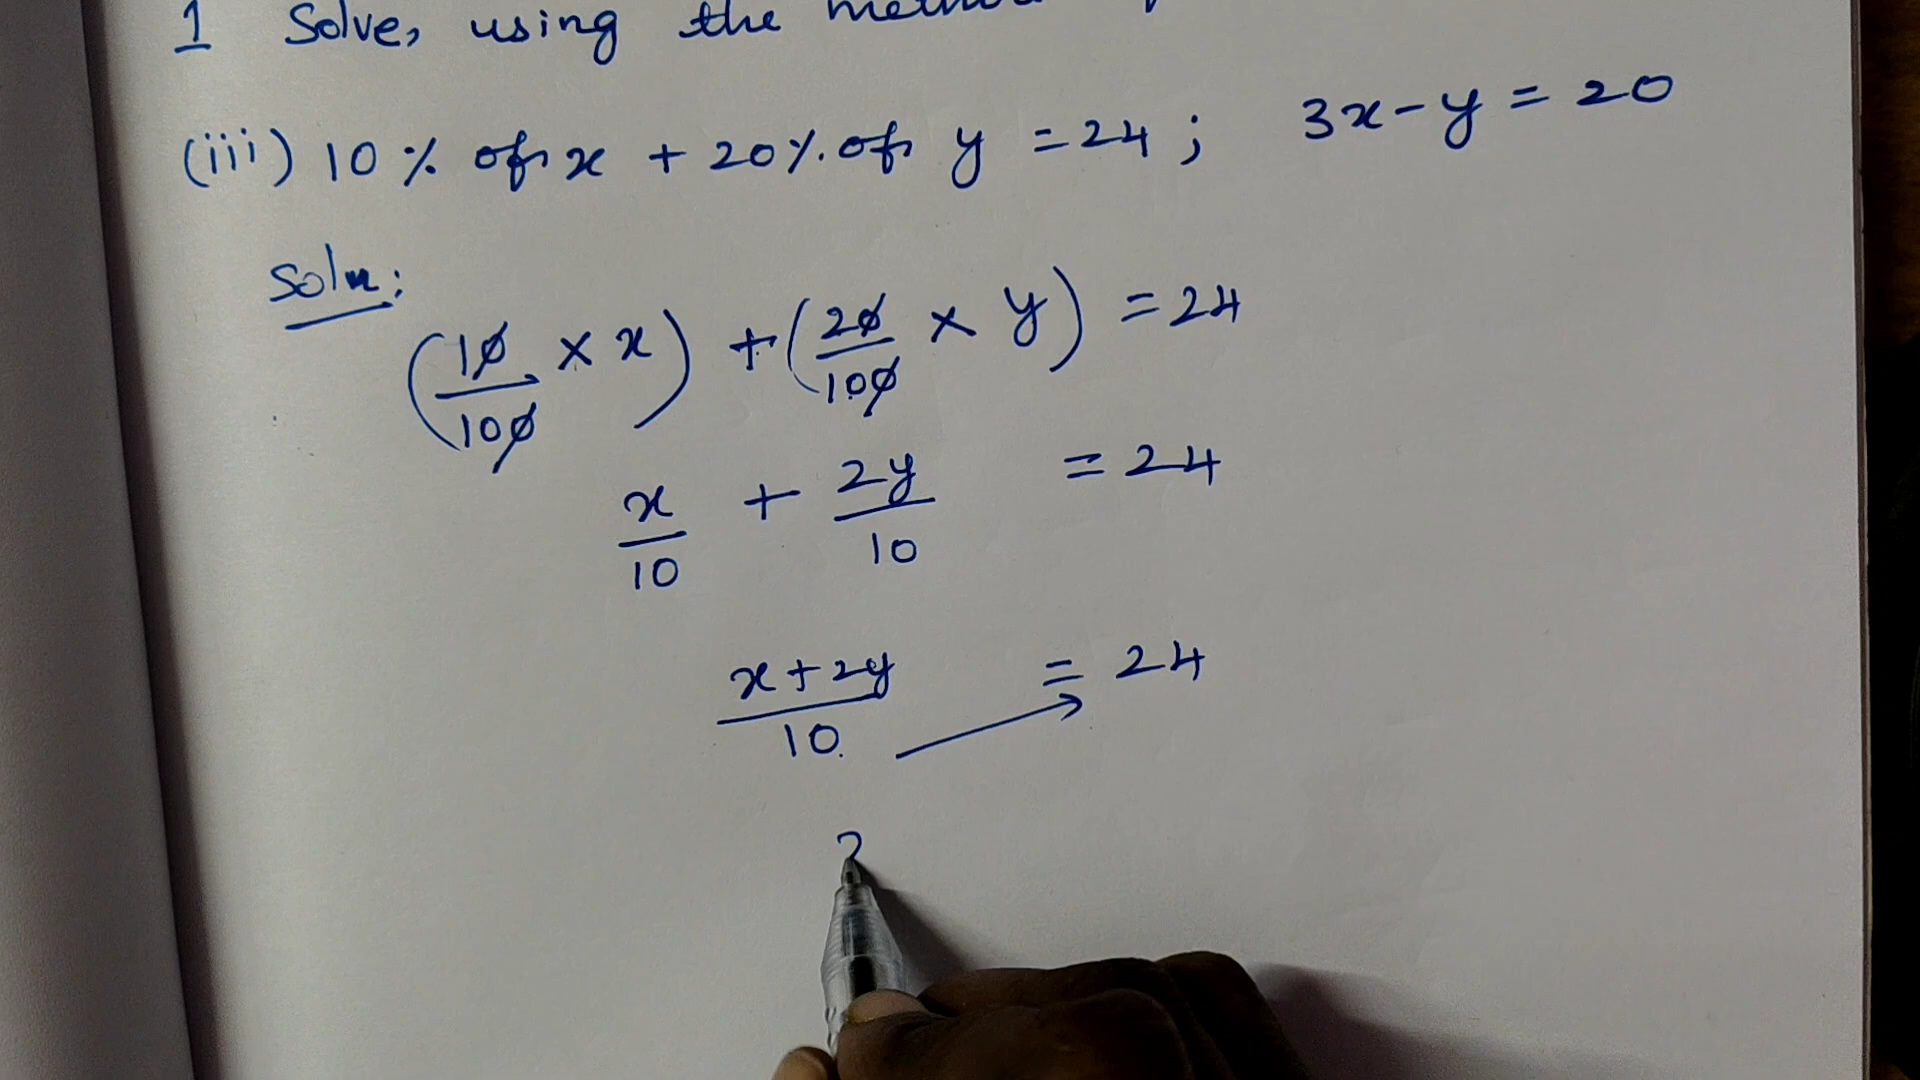 1 Solve, using the method
(iii) 10% of x + 20% of y = 24 ; 3x - y = 20
Soln:
(10/100 × x) + (20/100 × y) = 24
x/10 + 2y/10 = 24
x + 2y/10 = 24